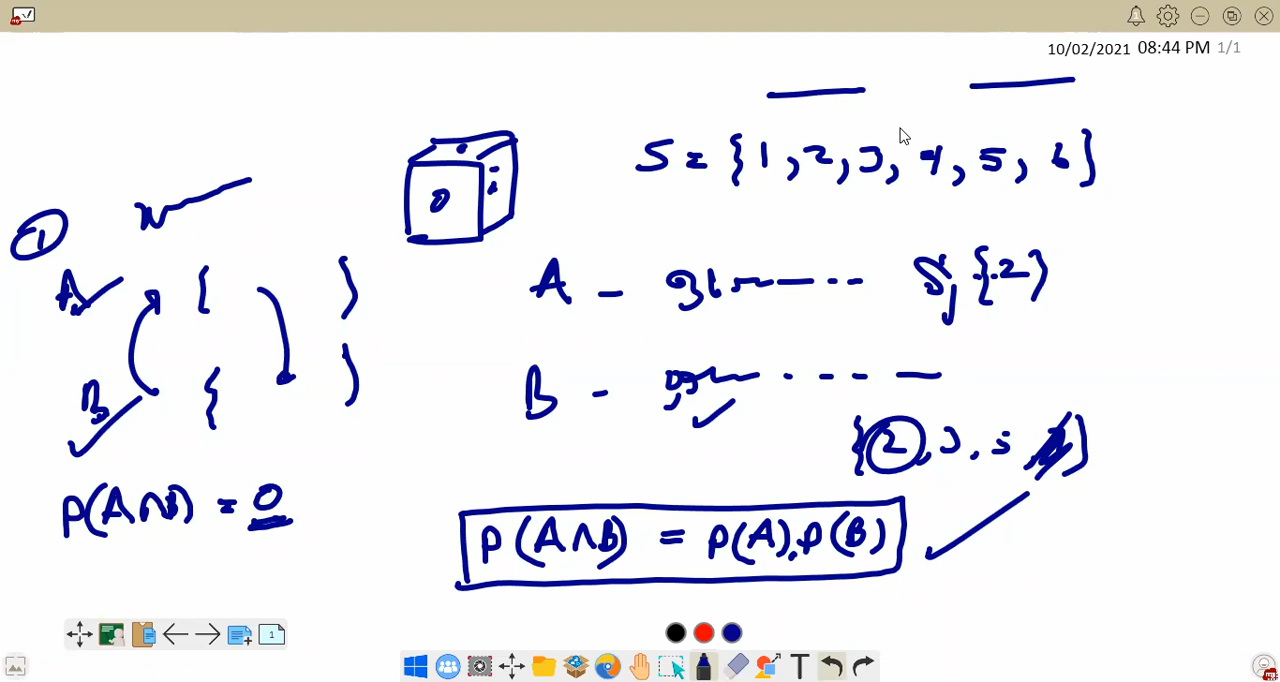 10/02/2021 08:44 PM 1/1
S = {1, 2, 3, 4, 5, 6}
1
A { }
B { }
P(A∩B) = 0
A -
{2}
B -
{2, 3, 5
P(A∩B) = P(A).P(B)
1
T